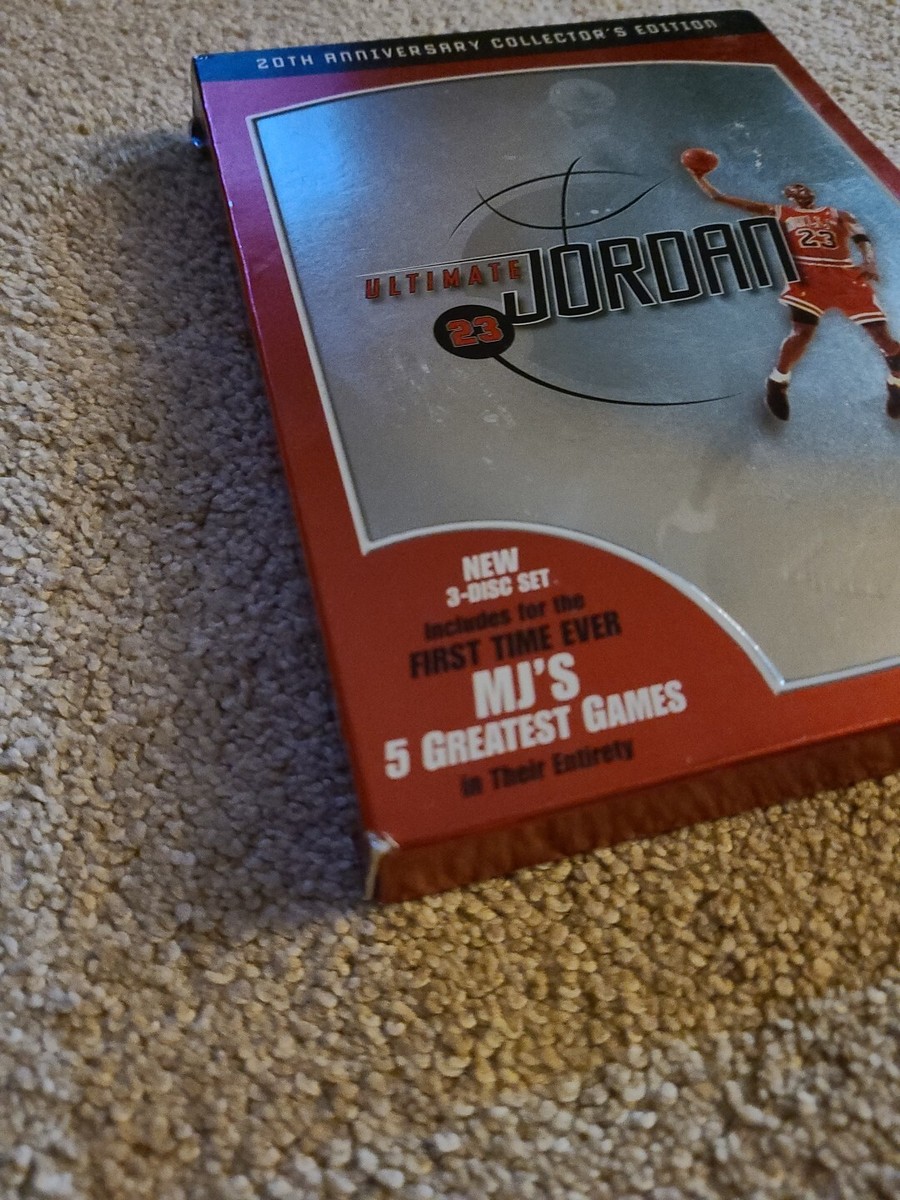 20TH ANNIVERSARY COLLECTOR'S EDITION
ULTIMATE JORDAN
23
23
NEW
3-DISC SET
Includes for the
FIRST TIME EVER
MJ'S
5 GREATEST GAMES
in Their Entirety